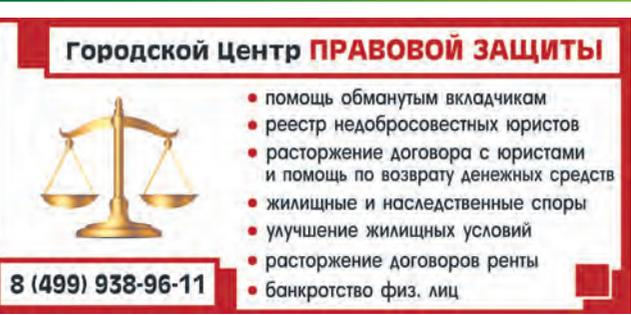 Городской Центр ПРАВОВОЙ ЗАЩИТЫ
• помощь обманутым вкладчикам
• реестр недобросовестных юристов
• расторжение договора с юристами
и помощь по возврату денежных средств
• жилищные и наследственные споры
• улучшение жилищных условий
• расторжение договоров ренты
• банкротство физ. лиц
8 (499) 938-96-11